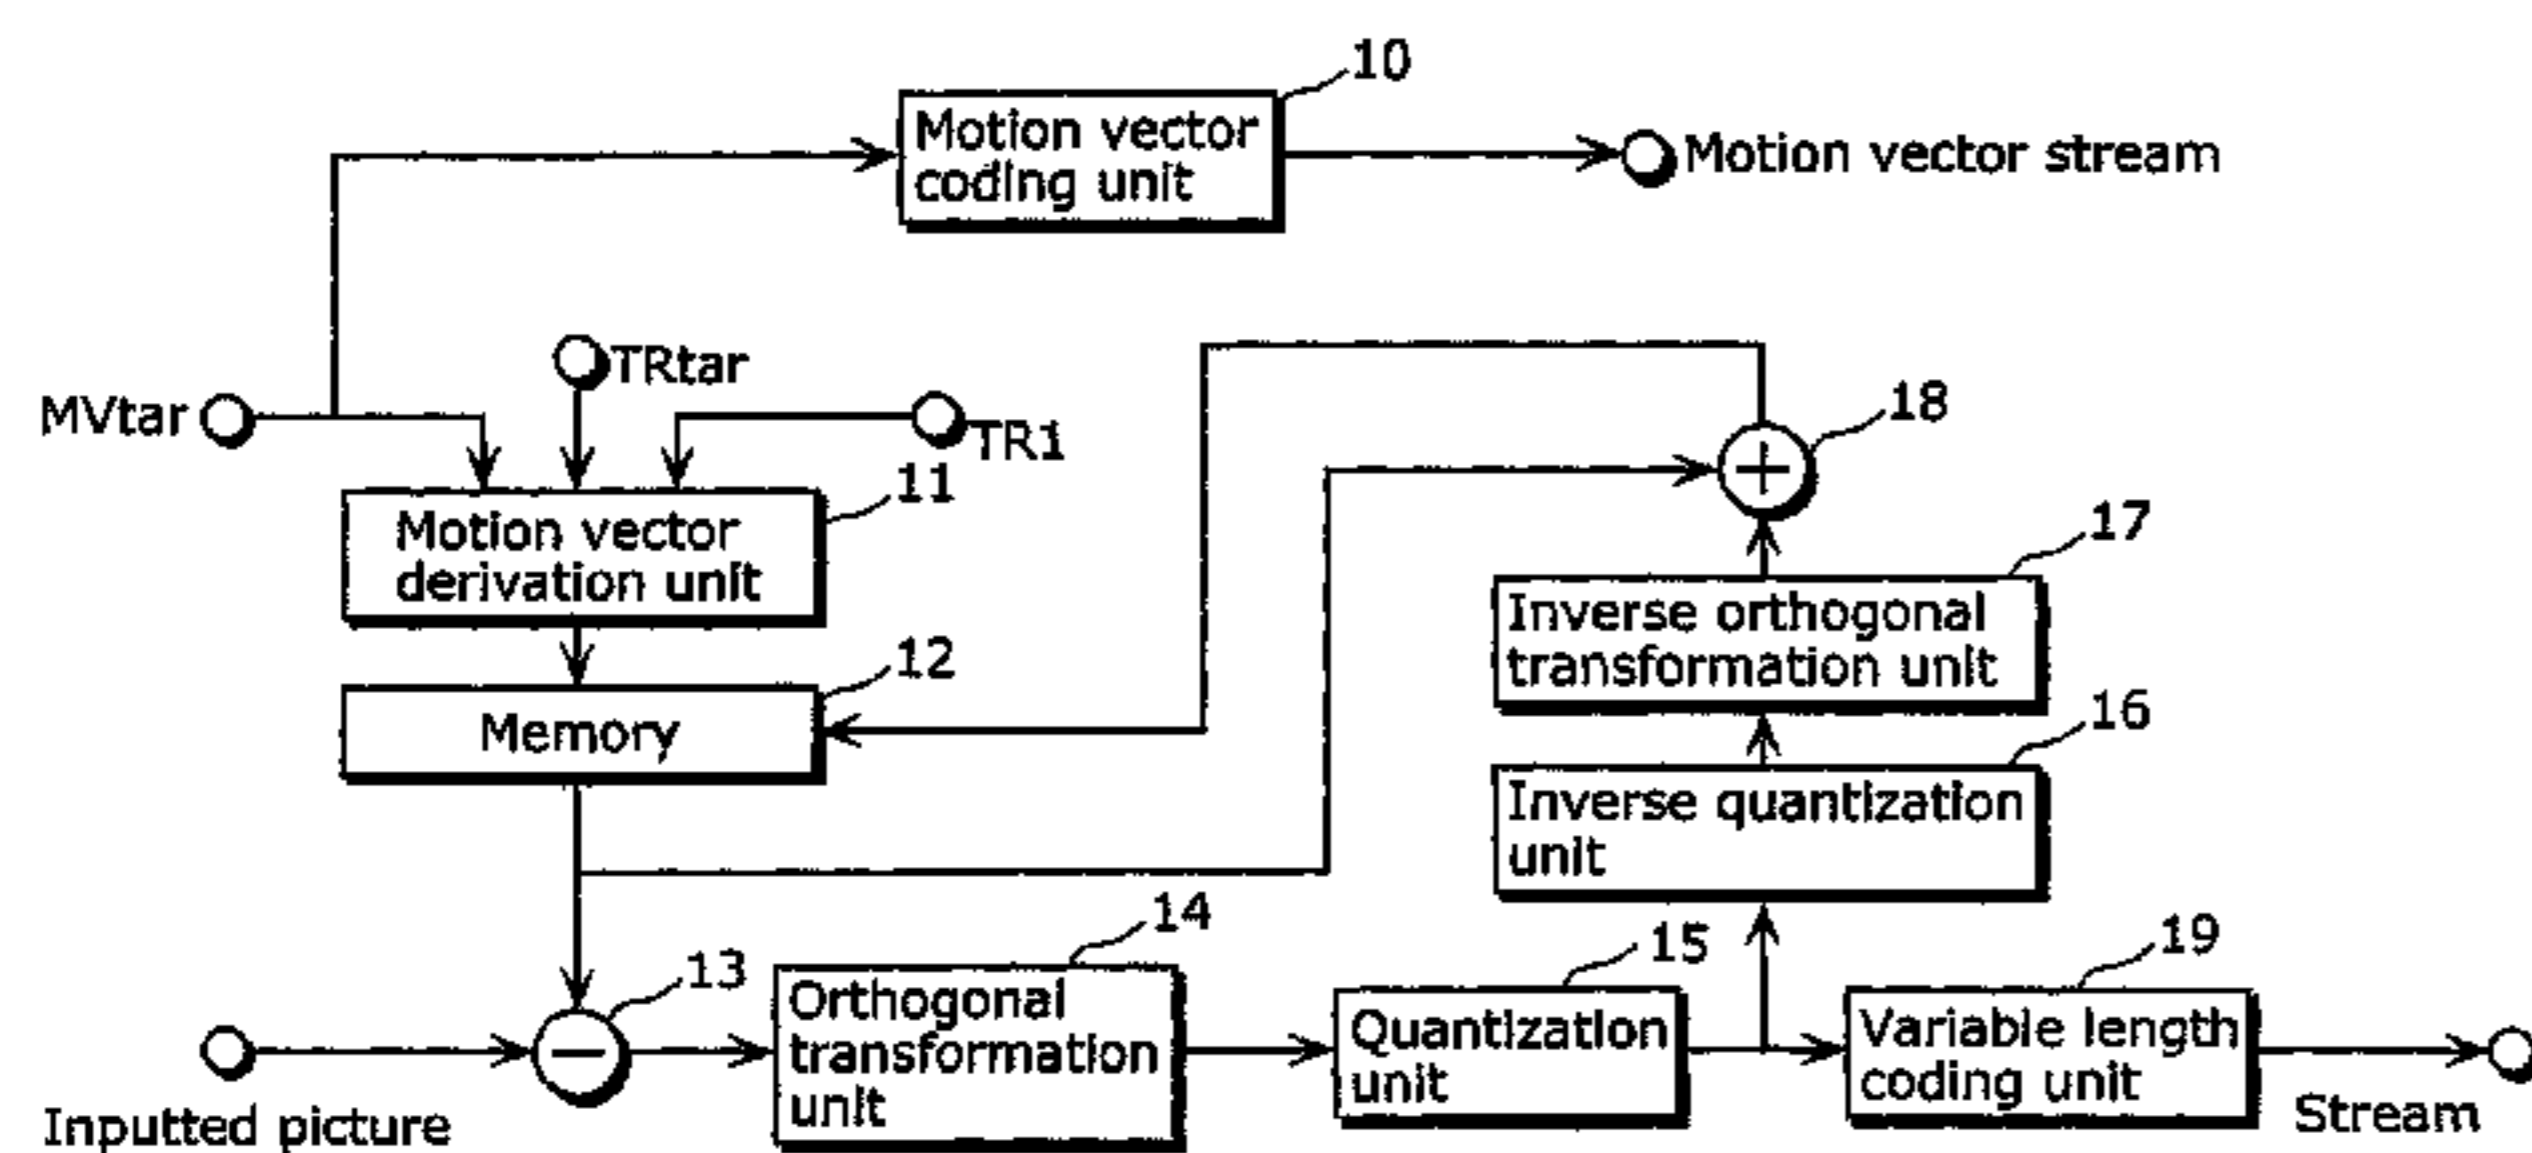 10
Motion vector
coding unit
Motion vector stream
TRtar
MVtar
TR1
18
11
Motion vector
derivation unit
17
Inverse orthogonal
transformation unit
12
Memory
16
Inverse quantization
unit
14
15
19
13
Orthogonal
transformation
unit
Quantization
unit
Variable length
coding unit
Inputted picture
Stream